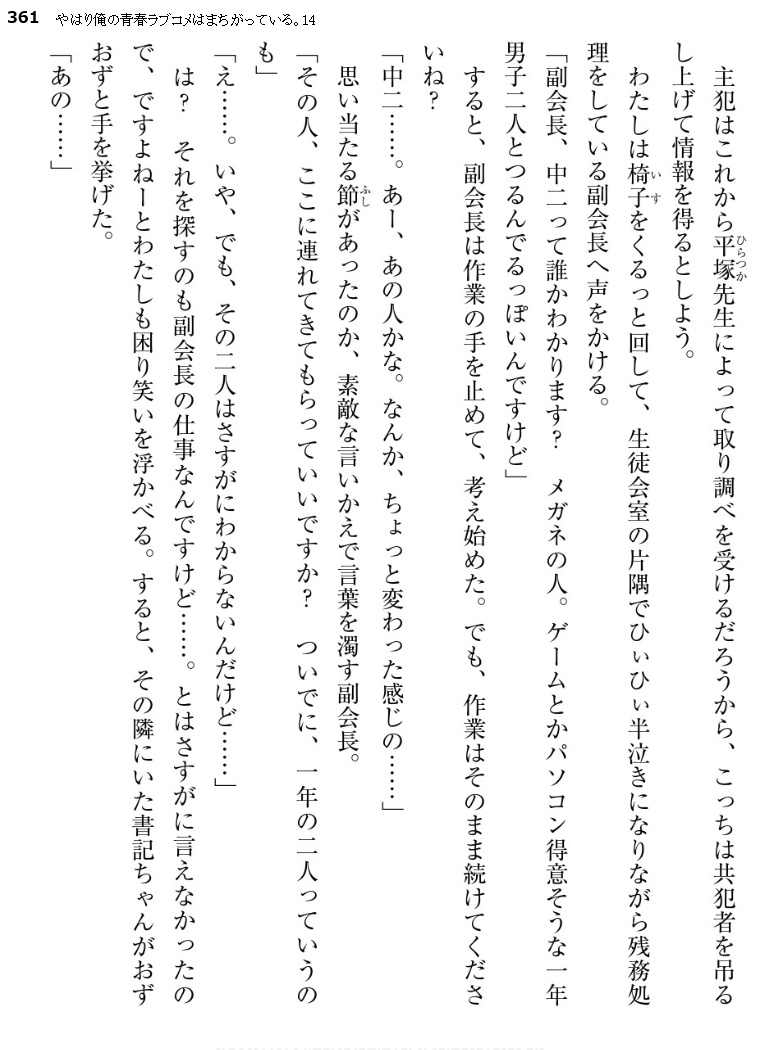 361 やはり俺の青春ラブコメはまちがっている。14
　主犯はこれから平塚先生によって取り調べを受けるだろうから、こっちは共犯者を吊る
し上げて情報を得るとしよう。
　わたしは椅子をくるっと回して、生徒会室の片隅でひぃひぃ半泣きになりながら残務処
理をしている副会長へ声をかける。
「副会長、中二って誰かわかります？　メガネの人。ゲームとかパソコン得意そうな一年
男子二人とつるんでるっぽいんですけど」
　すると、副会長は作業の手を止めて、考え始めた。でも、作業はそのまま続けてくださ
いね？
「中二……。あー、あの人かな。なんか、ちょっと変わった感じの……」
　思い当たる節があったのか、素敵な言いかえで言葉を濁す副会長。
「その人、ここに連れてきてもらっていいですか？　ついでに、一年の二人っていうの
も」
「え……。いや、でも、その二人はさすがにわからないんだけど……」
　は？　それを探すのも副会長の仕事なんですけど……。とはさすがに言えなかったの
で、ですよねーとわたしも困り笑いを浮かべる。すると、その隣にいた書記ちゃんがおず
おずと手を挙げた。
「あの……」